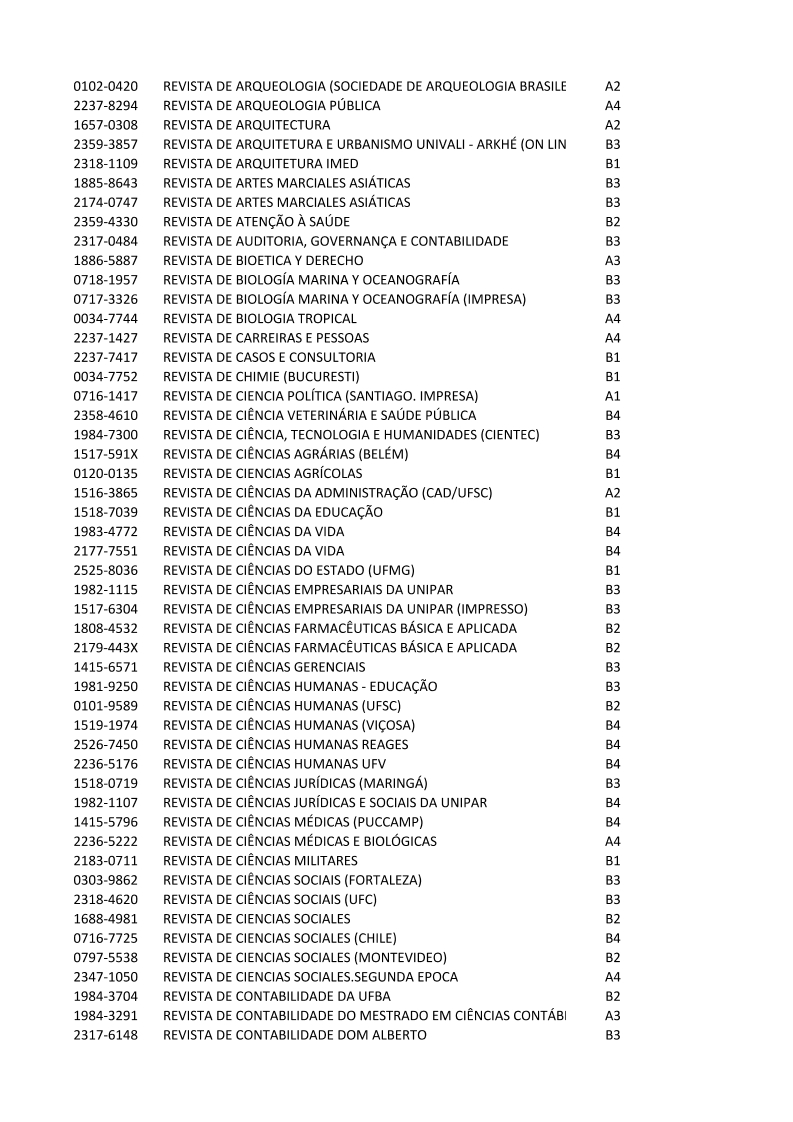 0102-0420 REVISTA DE ARQUEOLOGIA (SOCIEDADE DE ARQUEOLOGIA BRASILE A2
2237-8294 REVISTA DE ARQUEOLOGIA PÚBLICA A4
1657-0308 REVISTA DE ARQUITECTURA A2
2359-3857 REVISTA DE ARQUITETURA E URBANISMO UNIVALI - ARKHÉ (ON LIN B3
2318-1109 REVISTA DE ARQUITETURA IMED B1
1885-8643 REVISTA DE ARTES MARCIALES ASIÁTICAS B3
2174-0747 REVISTA DE ARTES MARCIALES ASIÁTICAS B3
2359-4330 REVISTA DE ATENÇÃO À SAÚDE B2
2317-0484 REVISTA DE AUDITORIA, GOVERNANÇA E CONTABILIDADE B3
1886-5887 REVISTA DE BIOETICA Y DERECHO A3
0718-1957 REVISTA DE BIOLOGÍA MARINA Y OCEANOGRAFÍA B3
0717-3326 REVISTA DE BIOLOGÍA MARINA Y OCEANOGRAFÍA (IMPRESA) B3
0034-7744 REVISTA DE BIOLOGIA TROPICAL A4
2237-1427 REVISTA DE CARREIRAS E PESSOAS A4
2237-7417 REVISTA DE CASOS E CONSULTORIA B1
0034-7752 REVISTA DE CHIMIE (BUCURESTI) B1
0716-1417 REVISTA DE CIENCIA POLÍTICA (SANTIAGO. IMPRESA) A1
2358-4610 REVISTA DE CIÊNCIA VETERINÁRIA E SAÚDE PÚBLICA B4
1984-7300 REVISTA DE CIÊNCIA, TECNOLOGIA E HUMANIDADES (CIENTEC) B3
1517-591X REVISTA DE CIÊNCIAS AGRÁRIAS (BELÉM) B4
0120-0135 REVISTA DE CIENCIAS AGRÍCOLAS B1
1516-3865 REVISTA DE CIÊNCIAS DA ADMINISTRAÇÃO (CAD/UFSC) A2
1518-7039 REVISTA DE CIÊNCIAS DA EDUCAÇÃO B1
1983-4772 REVISTA DE CIÊNCIAS DA VIDA B4
2177-7551 REVISTA DE CIÊNCIAS DA VIDA B4
2525-8036 REVISTA DE CIÊNCIAS DO ESTADO (UFMG) B1
1982-1115 REVISTA DE CIÊNCIAS EMPRESARIAIS DA UNIPAR B3
1517-6304 REVISTA DE CIÊNCIAS EMPRESARIAIS DA UNIPAR (IMPRESSO) B3
1808-4532 REVISTA DE CIÊNCIAS FARMACÊUTICAS BÁSICA E APLICADA B2
2179-443X REVISTA DE CIÊNCIAS FARMACÊUTICAS BÁSICA E APLICADA B2
1415-6571 REVISTA DE CIÊNCIAS GERENCIAIS B3
1981-9250 REVISTA DE CIÊNCIAS HUMANAS - EDUCAÇÃO B3
0101-9589 REVISTA DE CIÊNCIAS HUMANAS (UFSC) B2
1519-1974 REVISTA DE CIÊNCIAS HUMANAS (VIÇOSA) B4
2526-7450 REVISTA DE CIÊNCIAS HUMANAS REAGES B4
2236-5176 REVISTA DE CIÊNCIAS HUMANAS UFV B4
1518-0719 REVISTA DE CIÊNCIAS JURÍDICAS (MARINGÁ) B3
1982-1107 REVISTA DE CIÊNCIAS JURÍDICAS E SOCIAIS DA UNIPAR B4
1415-5796 REVISTA DE CIÊNCIAS MÉDICAS (PUCCAMP) B4
2236-5222 REVISTA DE CIÊNCIAS MÉDICAS E BIOLÓGICAS A4
2183-0711 REVISTA DE CIÊNCIAS MILITARES B1
0303-9862 REVISTA DE CIÊNCIAS SOCIAIS (FORTALEZA) B3
2318-4620 REVISTA DE CIÊNCIAS SOCIAIS (UFC) B3
1688-4981 REVISTA DE CIENCIAS SOCIALES B2
0716-7725 REVISTA DE CIENCIAS SOCIALES (CHILE) B4
0797-5538 REVISTA DE CIENCIAS SOCIALES (MONTEVIDEO) B2
2347-1050 REVISTA DE CIENCIAS SOCIALES.SEGUNDA EPOCA A4
1984-3704 REVISTA DE CONTABILIDADE DA UFBA B2
1984-3291 REVISTA DE CONTABILIDADE DO MESTRADO EM CIÊNCIAS CONTÁBI A3
2317-6148 REVISTA DE CONTABILIDADE DOM ALBERTO B3